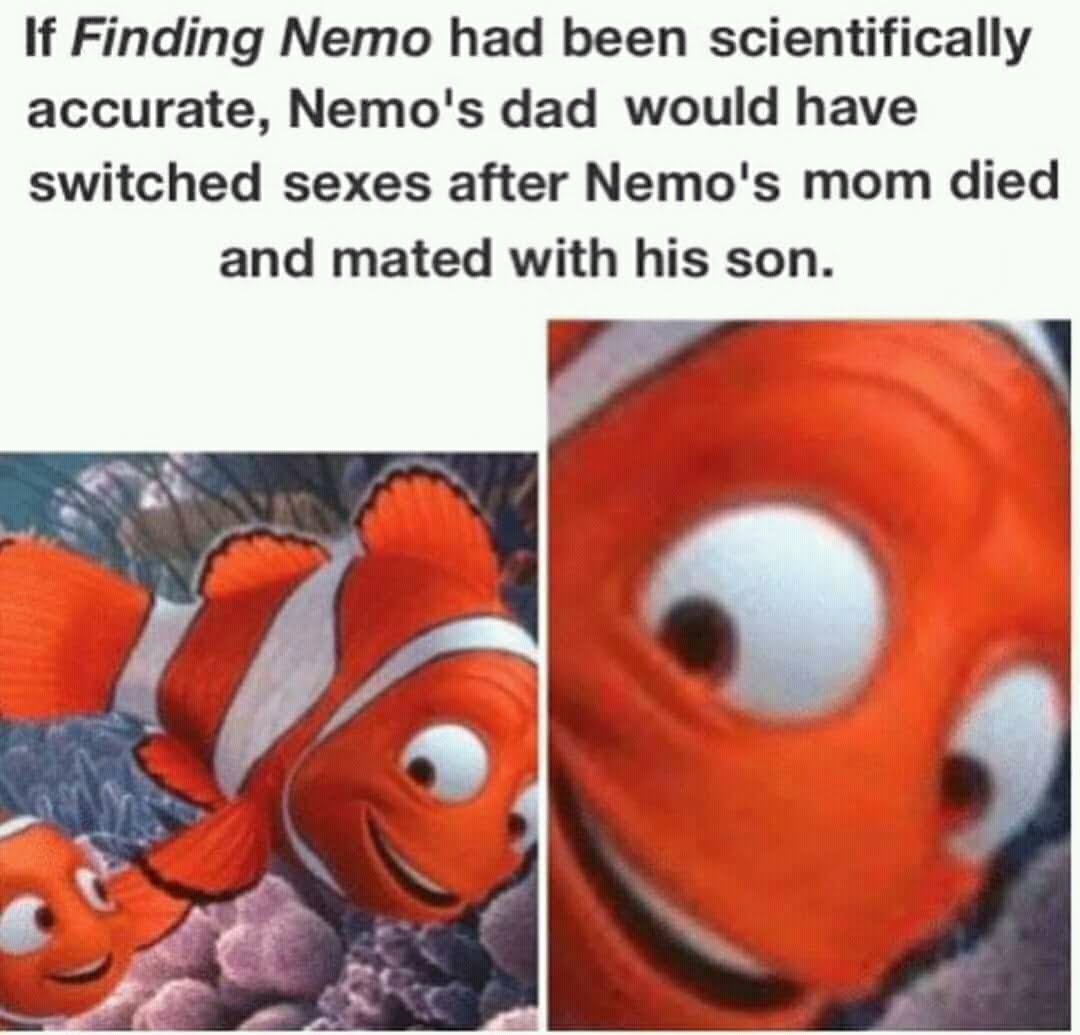 If Finding Nemo had been scientifically
accurate, Nemo's dad would have
switched sexes after Nemo's mom died
and mated with his son.